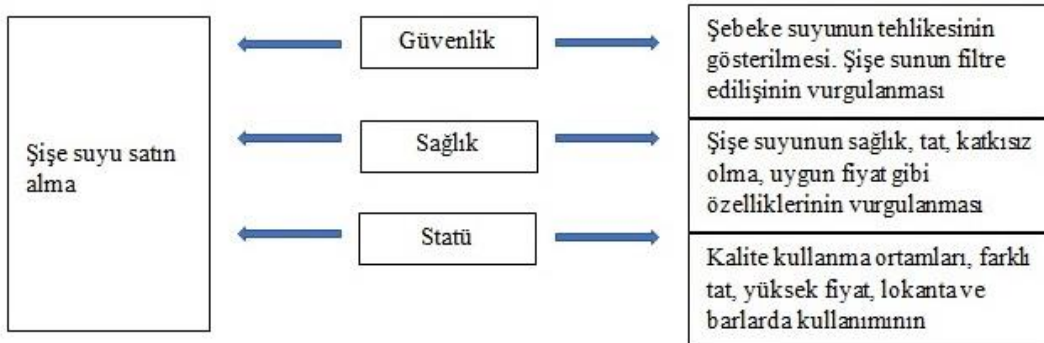 Şişe suyu satın
alma
Güvenlik
Sağlık
Statü
Şebeke suyunun tehlikesinin
gösterilmesi. Şişe sunun filtre
edilişinin vurgulanması
Şişe suyunun sağlık, tat, katkısız
olma, uygun fiyat gibi
özelliklerinin vurgulanması
Kalite kullanma ortamları, farklı
tat, yüksek fiyat, lokanta ve
barlarda kullanımının